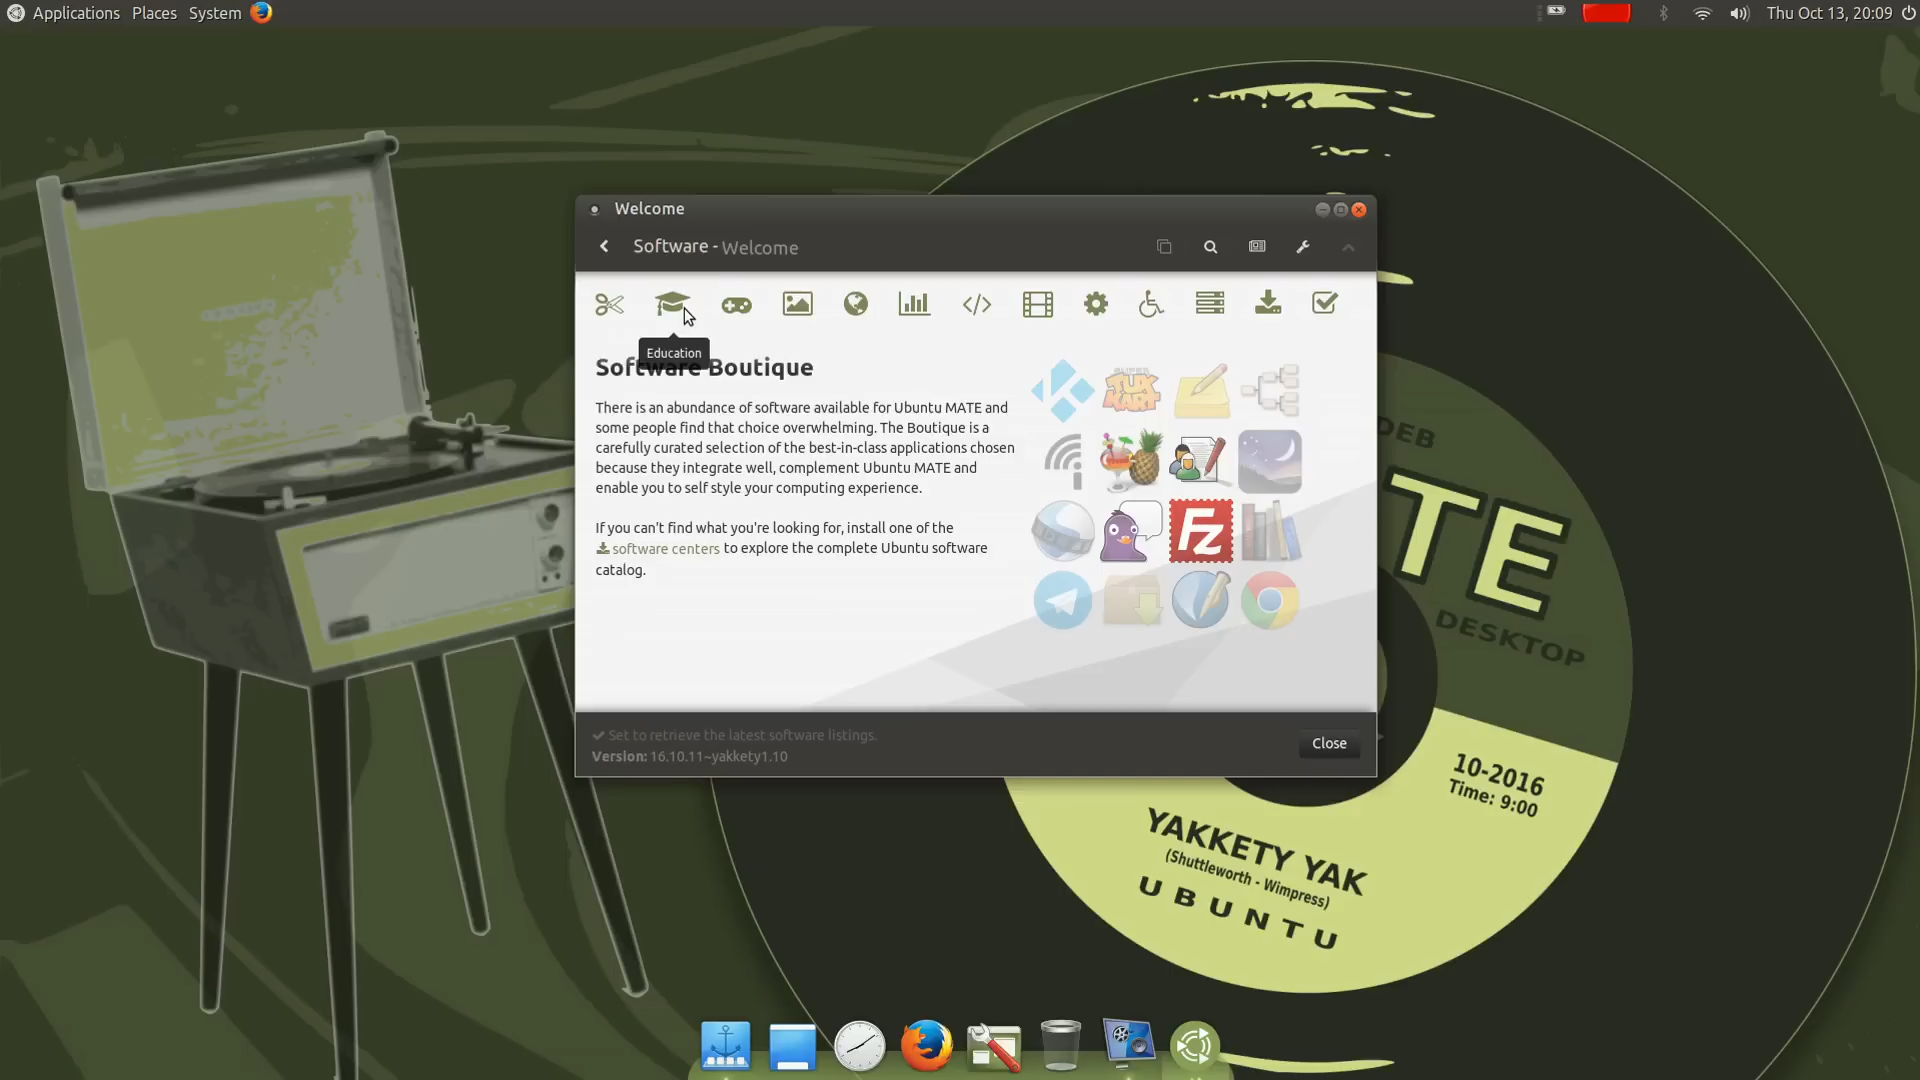 Applications Places System
Thu Oct 13, 20:09
Welcome
Software - Welcome
Education
Software Boutique
There is an abundance of software available for Ubuntu MATE and
some people find that choice overwhelming. The Boutique is a
carefully curated selection of the best-in-class applications chosen
because they integrate well, complement Ubuntu MATE and
enable you to self style your computing experience.
If you can't find what you're looking for, install one of the
software centers to explore the complete Ubuntu software
catalog.
SUPER
TUX
KART
FZ
Set to retrieve the latest software listings.
Version: 16.10.11~yakkety1.10
Close
DEB
TE
DESKTOP
10-2016
Time: 9:00
YAKKETY YAK
(Shuttleworth - Wimpress)
UBUNTU